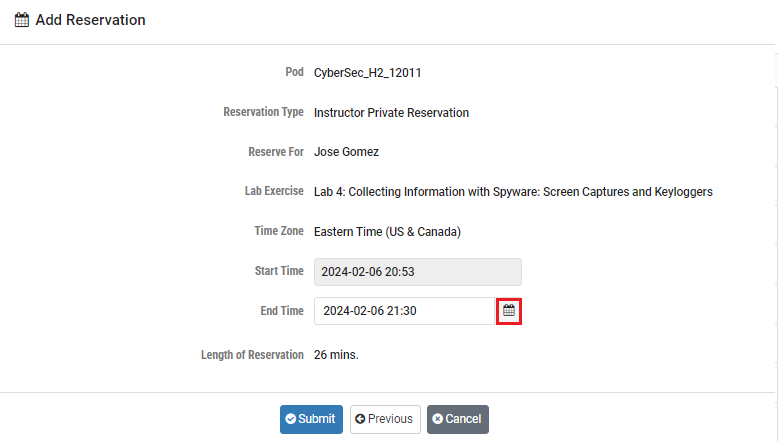 Add Reservation
Pod CyberSec_H2_12011
Reservation Type Instructor Private Reservation
Reserve For Jose Gomez
Lab Exercise Lab 4: Collecting Information with Spyware: Screen Captures and Keyloggers
Time Zone Eastern Time (US & Canada)
Start Time 2024-02-06 20:53
End Time 2024-02-06 21:30
Length of Reservation 26 mins.
Submit Previous Cancel